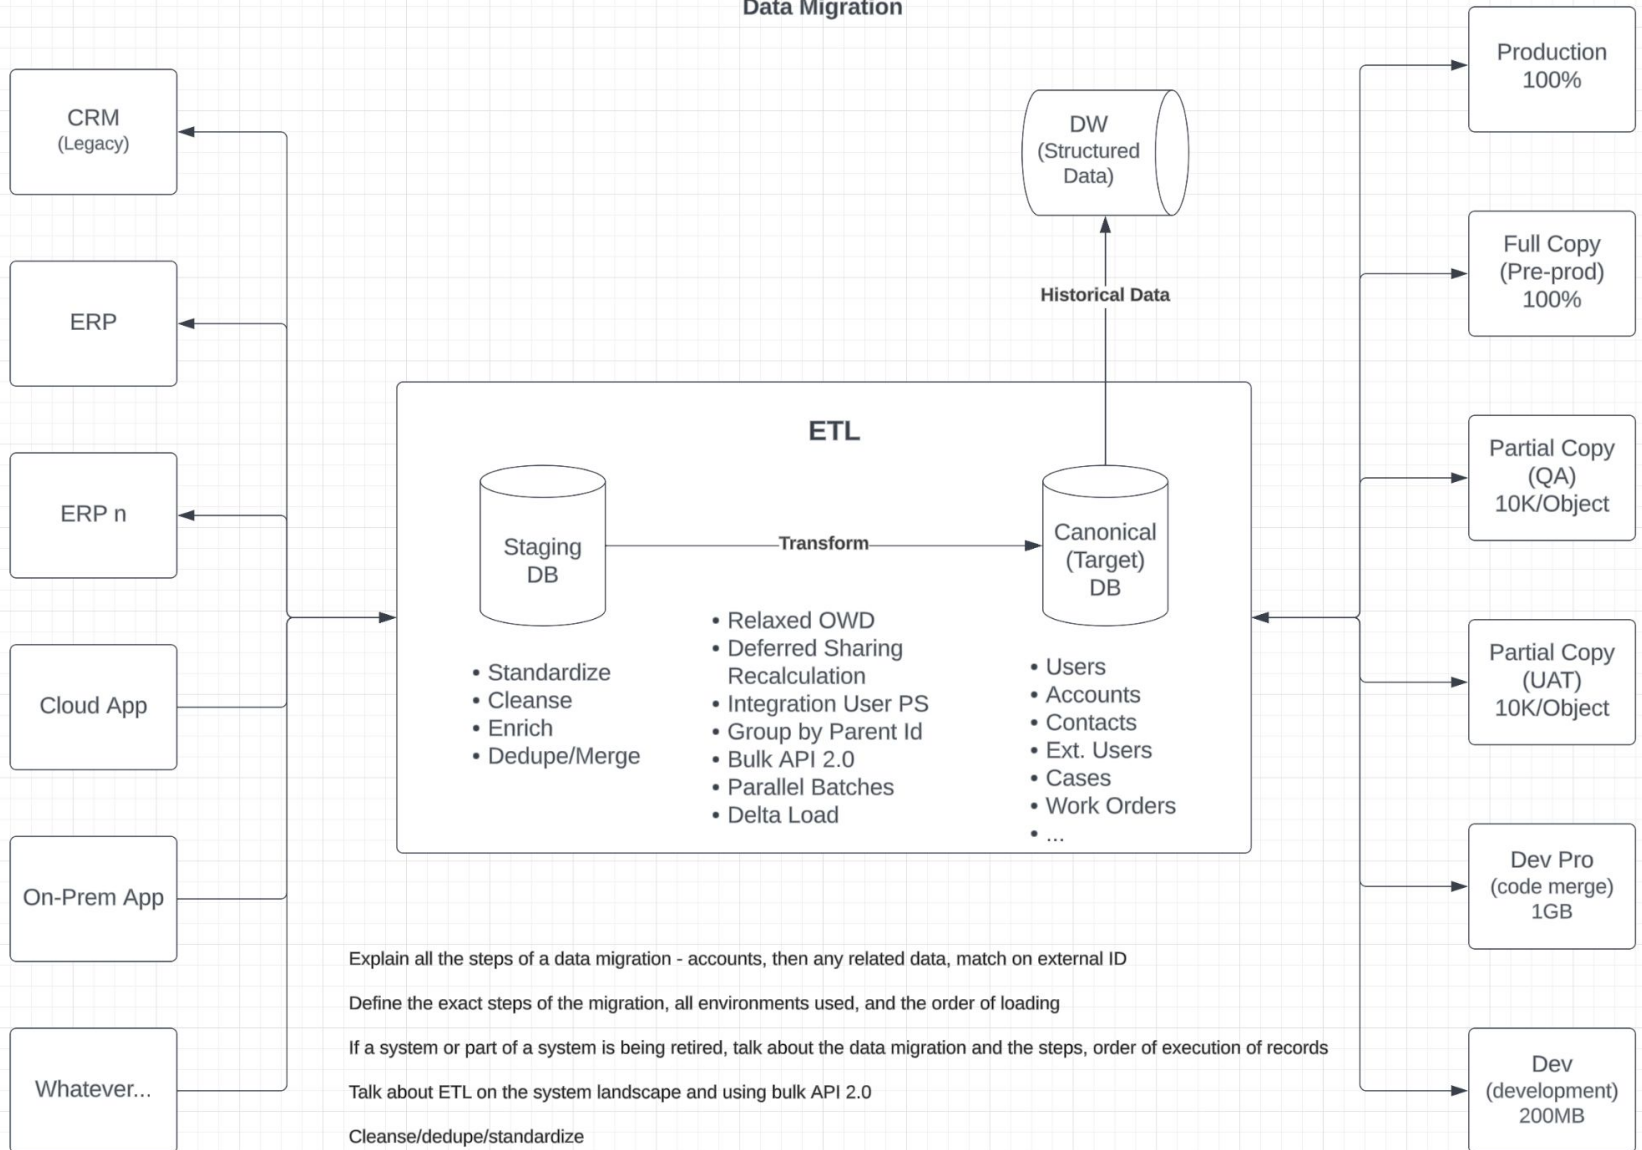 Data Migration
CRM
(Legacy)
ERP
ERP n
Cloud App
On-Prem App
Whatever...
DW
(Structured
Data)
Historical Data
ETL
Staging
DB
Transform
Canonical
(Target)
DB
• Standardize
• Cleanse
• Enrich
• Dedupe/Merge
• Relaxed OWD
• Deferred Sharing
Recalculation
• Integration User PS
• Group by Parent Id
• Bulk API 2.0
• Parallel Batches
• Delta Load
• Users
• Accounts
• Contacts
• Ext. Users
• Cases
• Work Orders
• ...
Production
100%
Full Copy
(Pre-prod)
100%
Partial Copy
(QA)
10K/Object
Partial Copy
(UAT)
10K/Object
Dev Pro
(code merge)
1GB
Dev
(development)
200MB
Explain all the steps of a data migration - accounts, then any related data, match on external ID
Define the exact steps of the migration, all environments used, and the order of loading
If a system or part of a system is being retired, talk about the data migration and the steps, order of execution of records
Talk about ETL on the system landscape and using bulk API 2.0
Cleanse/dedupe/standardize